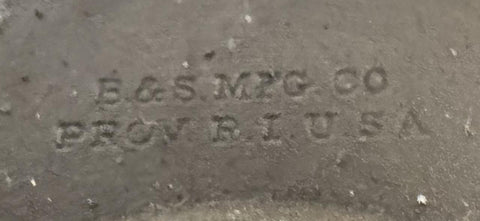 B.&S. MFG CO
PROV. R.I. U.S.A